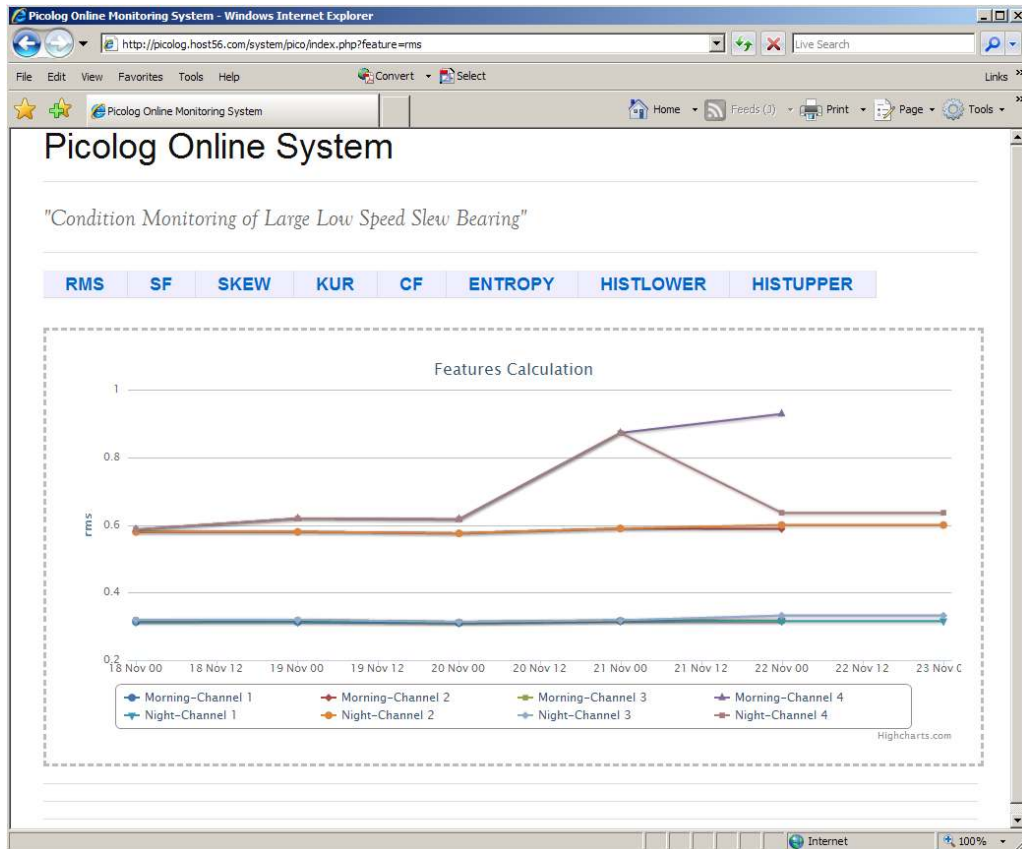 Picolog Online Monitoring System - Windows Internet Explorer
http://picolog.host56.com/system/pico/index.php?feature=rms
Live Search
File Edit View Favorites Tools Help
Convert Select
Links »
Picolog Online Monitoring System
Home Feeds (J) Print Page Tools »
Picolog Online System
"Condition Monitoring of Large Low Speed Slew Bearing"
RMS SF SKEW KUR CF ENTROPY HISTLOWER HISTUPPER
Features Calculation
1
0.8
0.6
0.4
0.2
rms
18 Nov 00 18 Nov 12 19 Nov 00 19 Nov 12 20 Nov 00 20 Nov 12 21 Nov 00 21 Nov 12 22 Nov 00 22 Nov 12 23 Nov 0
Morning-Channel 1 Morning-Channel 2 Morning-Channel 3 Morning-Channel 4
Night-Channel 1 Night-Channel 2 Night-Channel 3 Night-Channel 4
Highcharts.com
Internet 100%